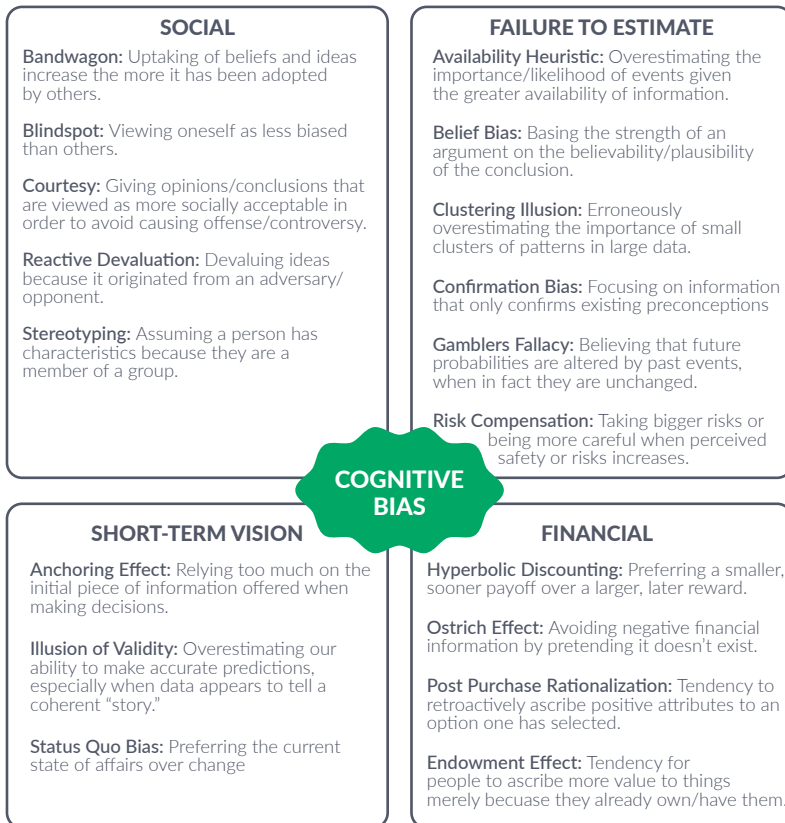 SOCIAL
Bandwagon: Uptaking of beliefs and ideas
increase the more it has been adopted
by others.
Blindspot: Viewing oneself as less biased
than others.
Courtesy: Giving opinions/conclusions that
are viewed as more socially acceptable in
order to avoid causing offense/controversy.
Reactive Devaluation: Devaluing ideas
because it originated from an adversary/
opponent.
Stereotyping: Assuming a person has
characteristics because they are a
member of a group.
FAILURE TO ESTIMATE
Availability Heuristic: Overestimating the
importance/likelihood of events given
the greater availability of information.
Belief Bias: Basing the strength of an
argument on the believability/plausibility
of the conclusion.
Clustering Illusion: Erroneously
overestimating the importance of small
clusters of patterns in large data.
Confirmation Bias: Focusing on information
that only confirms existing preconceptions
Gamblers Fallacy: Believing that future
probabilities are altered by past events,
when in fact they are unchanged.
Risk Compensation: Taking bigger risks or
being more careful when perceived
safety or risks increases.
COGNITIVE
BIAS
SHORT-TERM VISION
Anchoring Effect: Relying too much on the
initial piece of information offered when
making decisions.
Illusion of Validity: Overestimating our
ability to make accurate predictions,
especially when data appears to tell a
coherent “story.”
Status Quo Bias: Preferring the current
state of affairs over change
FINANCIAL
Hyperbolic Discounting: Preferring a smaller,
sooner payoff over a larger, later reward.
Ostrich Effect: Avoiding negative financial
information by pretending it doesn’t exist.
Post Purchase Rationalization: Tendency to
retroactively ascribe positive attributes to an
option one has selected.
Endowment Effect: Tendency for
people to ascribe more value to things
merely becuase they already own/have them.